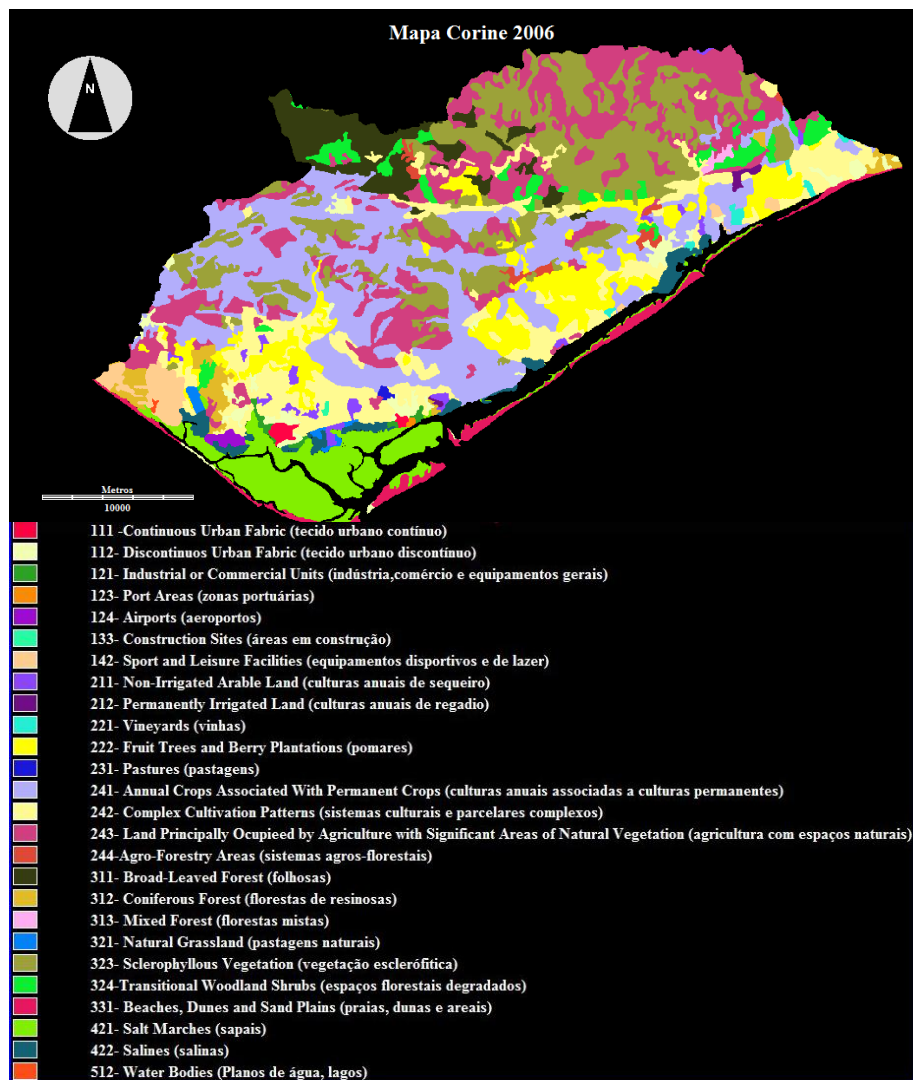 Mapa Corine 2006
N
Metros
10000
111 -Continuous Urban Fabric (tecido urbano contínuo)
112- Discontinuos Urban Fabric (tecido urbano discontínuo)
121- Industrial or Commercial Units (indústria,comércio e equipamentos gerais)
123- Port Areas (zonas portuárias)
124- Airports (aeroportos)
133- Construction Sites (áreas em construção)
142- Sport and Leisure Facilities (equipamentos disportivos e de lazer)
211- Non-Irrigated Arable Land (culturas anuais de sequeiro)
212- Permanently Irrigated Land (culturas anuais de regadio)
221- Vineyards (vinhas)
222- Fruit Trees and Berry Plantations (pomares)
231- Pastures (pastagens)
241- Annual Crops Associated With Permanent Crops (culturas anuais associadas a culturas permanentes)
242- Complex Cultivation Patterns (sistemas culturais e parcelares complexos)
243- Land Principally Ocupieed by Agriculture with Significant Areas of Natural Vegetation (agricultura com espaços naturais)
244-Agro-Forestry Areas (sistemas agros-florestais)
311- Broad-Leaved Forest (folhosas)
312- Coniferous Forest (florestas de resinosas)
313- Mixed Forest (florestas mistas)
321- Natural Grassland (pastagens naturais)
323- Sclerophyllous Vegetation (vegetação esclerófitica)
324-Transitional Woodland Shrubs (espaços florestais degradados)
331- Beaches, Dunes and Sand Plains (praias, dunas e areais)
421- Salt Marches (sapais)
422- Salines (salinas)
512- Water Bodies (Planos de água, lagos)